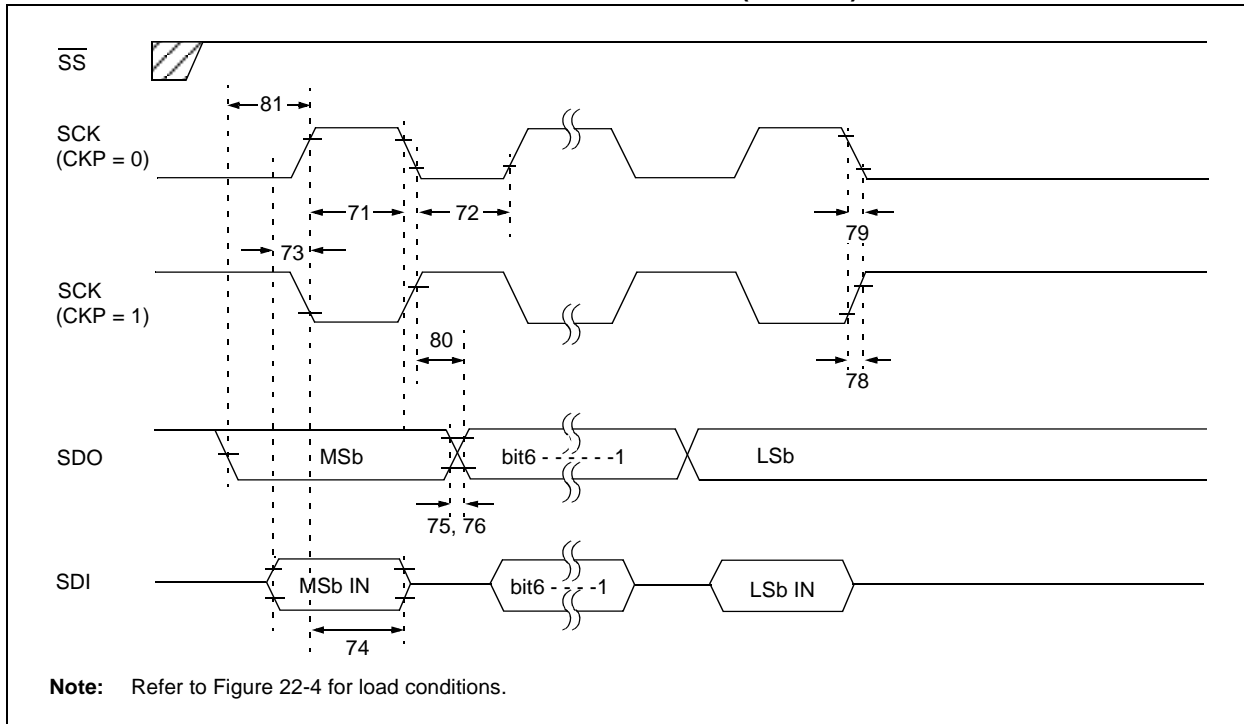 SS
81
SCK
(CKP = 0)
71
72
79
73
SCK
(CKP = 1)
80
78
SDO
MSb
bit6 - - - - - - -1
LSb
75, 76
SDI
MSb IN
bit6 - - - - -1
LSb IN
74
Note: Refer to Figure 22-4 for load conditions.